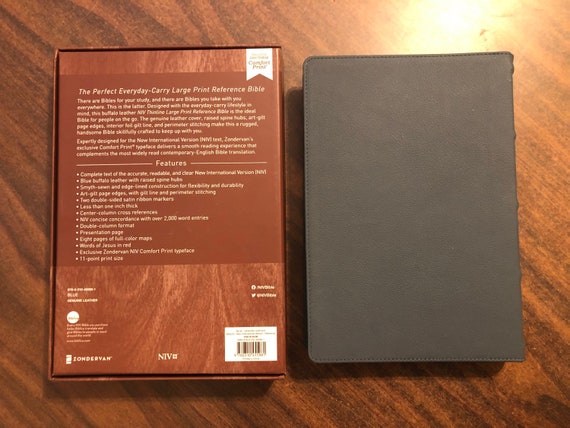 Comfort
Print
The Perfect Everyday-Carry Large Print Reference Bible
There are Bibles for your study, and there are Bibles you take with you
everywhere. This is the latter. Designed with the everyday-carry lifestyle in
mind, this buffalo leather NIV Thinline Large Print Reference Bible is the ideal
Bible for people on the go. The genuine leather cover, raised spine hubs, art-gilt
page edges, interior foil gilt line, and perimeter stitching make this a rugged,
handsome Bible skillfully crafted to keep up with you.
Expertly designed for the New International Version (NIV) text, Zondervan's
exclusive Comfort Print® typeface delivers a smooth reading experience that
complements the most widely read contemporary-English Bible translation.
Features
• Complete text of the accurate, readable, and clear New International Version (NIV)
• Blue buffalo leather with raised spine hubs
• Smyth-sewn and edge-lined construction for flexibility and durability
• Art-gilt page edges, with gilt line and perimeter stitching
• Two double-sided satin ribbon markers
• Less than one inch thick
• Center-column cross references
• NIV concise concordance with over 2,000 word entries
• Double-column format
• Presentation page
• Eight pages of full-color maps
• Words of Jesus in red
• Exclusive Zondervan NIV Comfort Print typeface
• 11-point print size
BLUE
GENUINE LEATHER
/NIVBible
@NIVBible
ZONDERVAN®
NIV